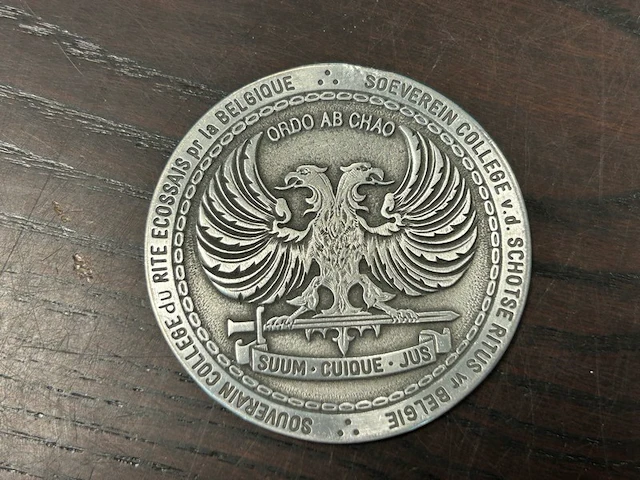 SOUVERAIN COLLEGE du RITE ECOSSAIS pr la BELGIQUE
SOEVEREIN COLLEGE v.d. SCHOTSE RITUS vr BELGIE
ORDO AB CHAO
SUUM · CUIQUE · JUS